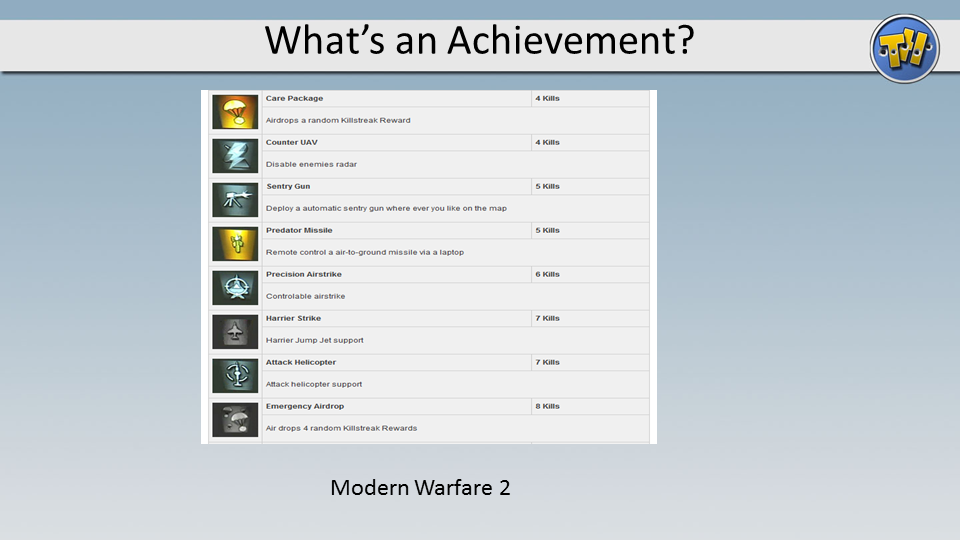 What's an Achievement?
TH
Care Package 4 Kills
Airdrops a random Killstreak Reward
Counter UAV 4 Kills
Disable enemies radar
Sentry Gun 5 Kills
Deploy a automatic sentry gun where ever you like on the map
Predator Missile 5 Kills
Remote control a air-to-ground missile via a laptop
Precision Airstrike 6 Kills
Controlable airstrike
Harrier Strike 7 Kills
Harrier Jump Jet support
Attack Helicopter 7 Kills
Attack helicopter support
Emergency Airdrop 8 Kills
Air drops 4 random Killstreak Rewards
Modern Warfare 2